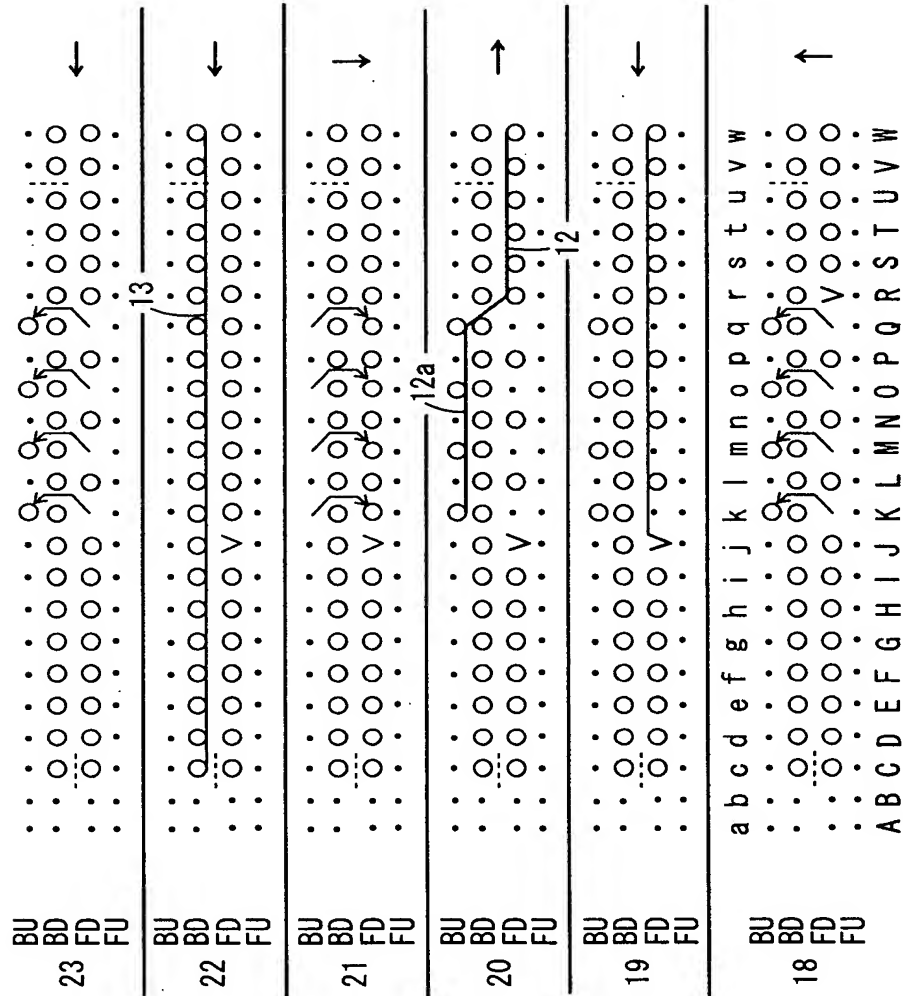 BU
BD
FD
FU
23
BU
BD
FD
FU
22
13
BU
BD
FD
FU
21
V
BU
BD
FD
FU
20
12a
12
V
BU
BD
FD
FU
19
V
a b c d e f g h i j k l m n o p q r s t u v w
BU
BD
FD V
FU
18
A B C D E F G H I J K L M N O P Q R S T U V W